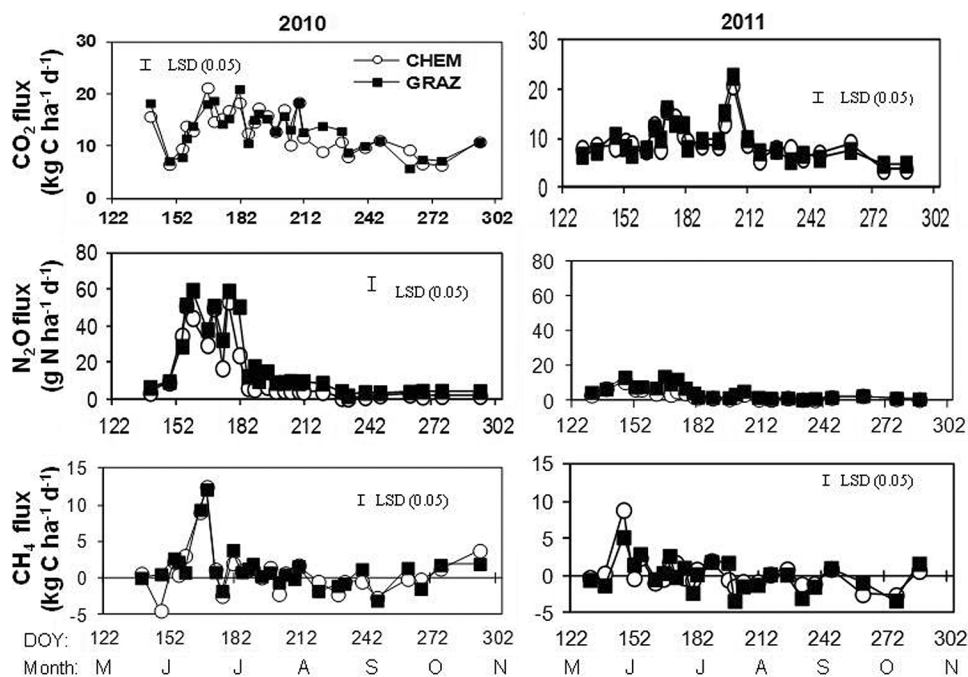 2010
2011
CO2 flux
(kg C ha-1 d-1)
30
20
10
0
LSD (0.05)
CHEM
GRAZ
122 152 182 212 242 272 302
30
20
10
0
LSD (0.05)
122 152 182 212 242 272 302
N2O flux
(g N ha-1 d-1)
80
60
40
20
0
LSD (0.05)
122 152 182 212 242 272 302
80
60
40
20
0
122 152 182 212 242 272 302
CH4 flux
(kg C ha-1 d-1)
15
10
5
0
-5
LSD (0.05)
15
10
5
0
-5
LSD (0.05)
DOY: 122 152 182 212 242 272 302
122 152 182 212 242 272 302
Month: M J J A S O N
M J J A S O N